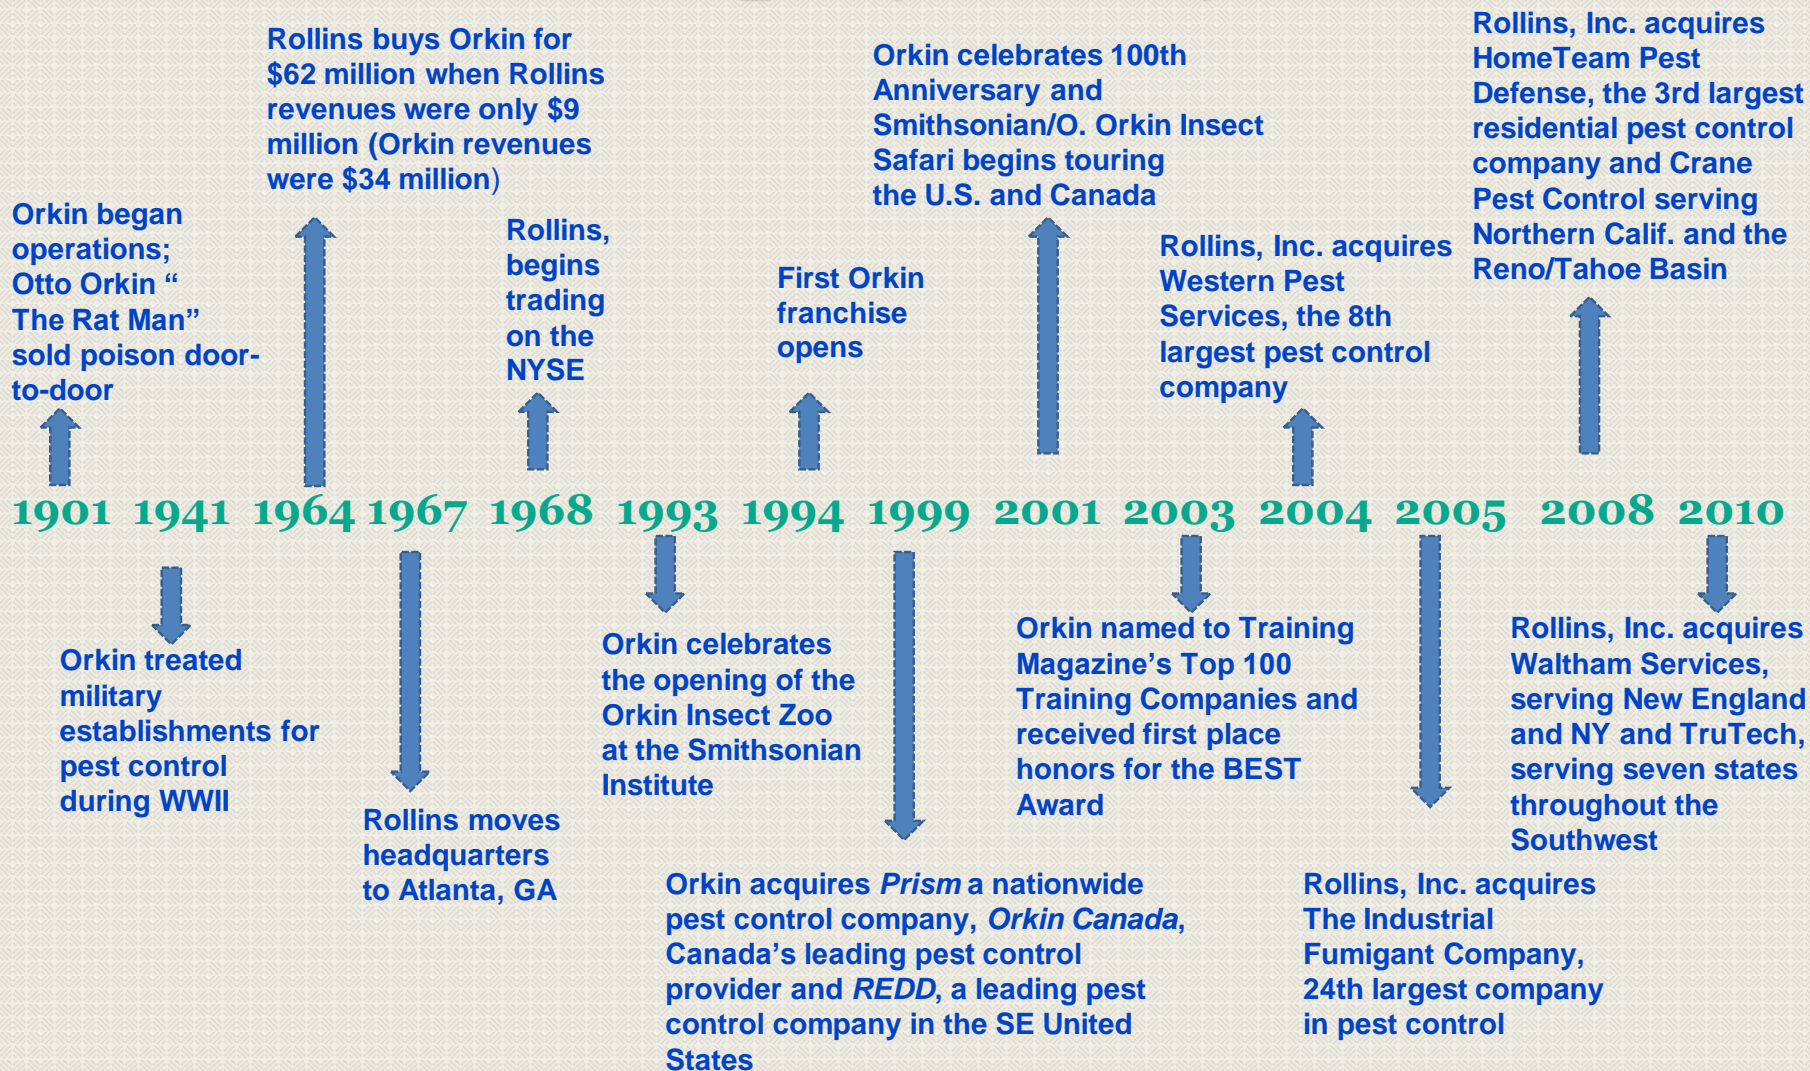 Rollins buys Orkin for
$62 million when Rollins
revenues were only $9
million (Orkin revenues
were $34 million)
Orkin celebrates 100th
Anniversary and
Smithsonian/O. Orkin Insect
Safari begins touring
the U.S. and Canada
Rollins, Inc. acquires
HomeTeam Pest
Defense, the 3rd largest
residential pest control
company and Crane
Pest Control serving
Northern Calif. and the
Reno/Tahoe Basin
Orkin began
operations;
Otto Orkin “
The Rat Man”
sold poison door-
to-door
Rollins,
begins
trading
on the
NYSE
First Orkin
franchise
opens
Rollins, Inc. acquires
Western Pest
Services, the 8th
largest pest control
company
1901 1941 1964 1967 1968 1993 1994 1999 2001 2003 2004 2005 2008 2010
Orkin treated
military
establishments for
pest control
during WWII
Rollins moves
headquarters
to Atlanta, GA
Orkin celebrates
the opening of the
Orkin Insect Zoo
at the Smithsonian
Institute
Orkin acquires Prism a nationwide
pest control company, Orkin Canada,
Canada’s leading pest control
provider and REDD, a leading pest
control company in the SE United
States
Orkin named to Training
Magazine’s Top 100
Training Companies and
received first place
honors for the BEST
Award
Rollins, Inc. acquires
The Industrial
Fumigant Company,
24th largest company
in pest control
Rollins, Inc. acquires
Waltham Services,
serving New England
and NY and TruTech,
serving seven states
throughout the
Southwest